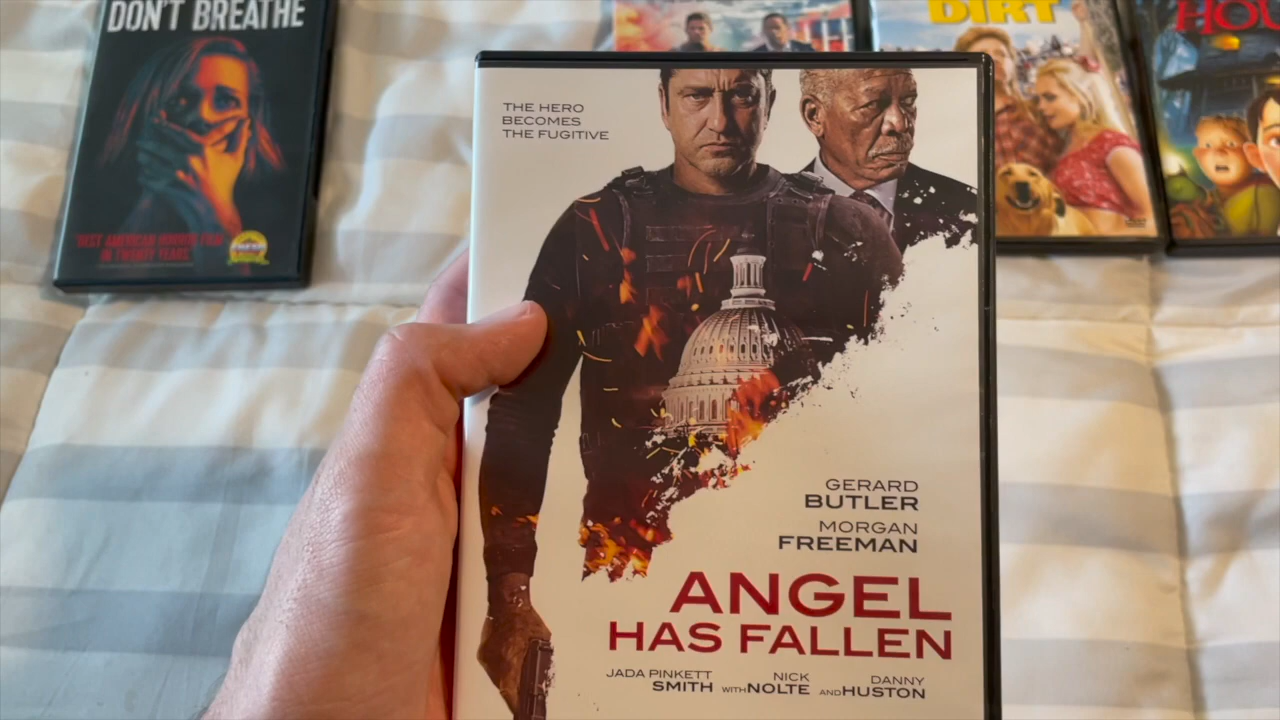 DON'T BREATHE
"BEST AMERICAN HORROR FILM
IN TWENTY YEARS"
DIRT
HOU
THE HERO
BECOMES
THE FUGITIVE
GERARD
BUTLER
MORGAN
FREEMAN
ANGEL
HAS FALLEN
JADA PINKETT
SMITH WITH NICK
NOLTE AND DANNY
HUSTON